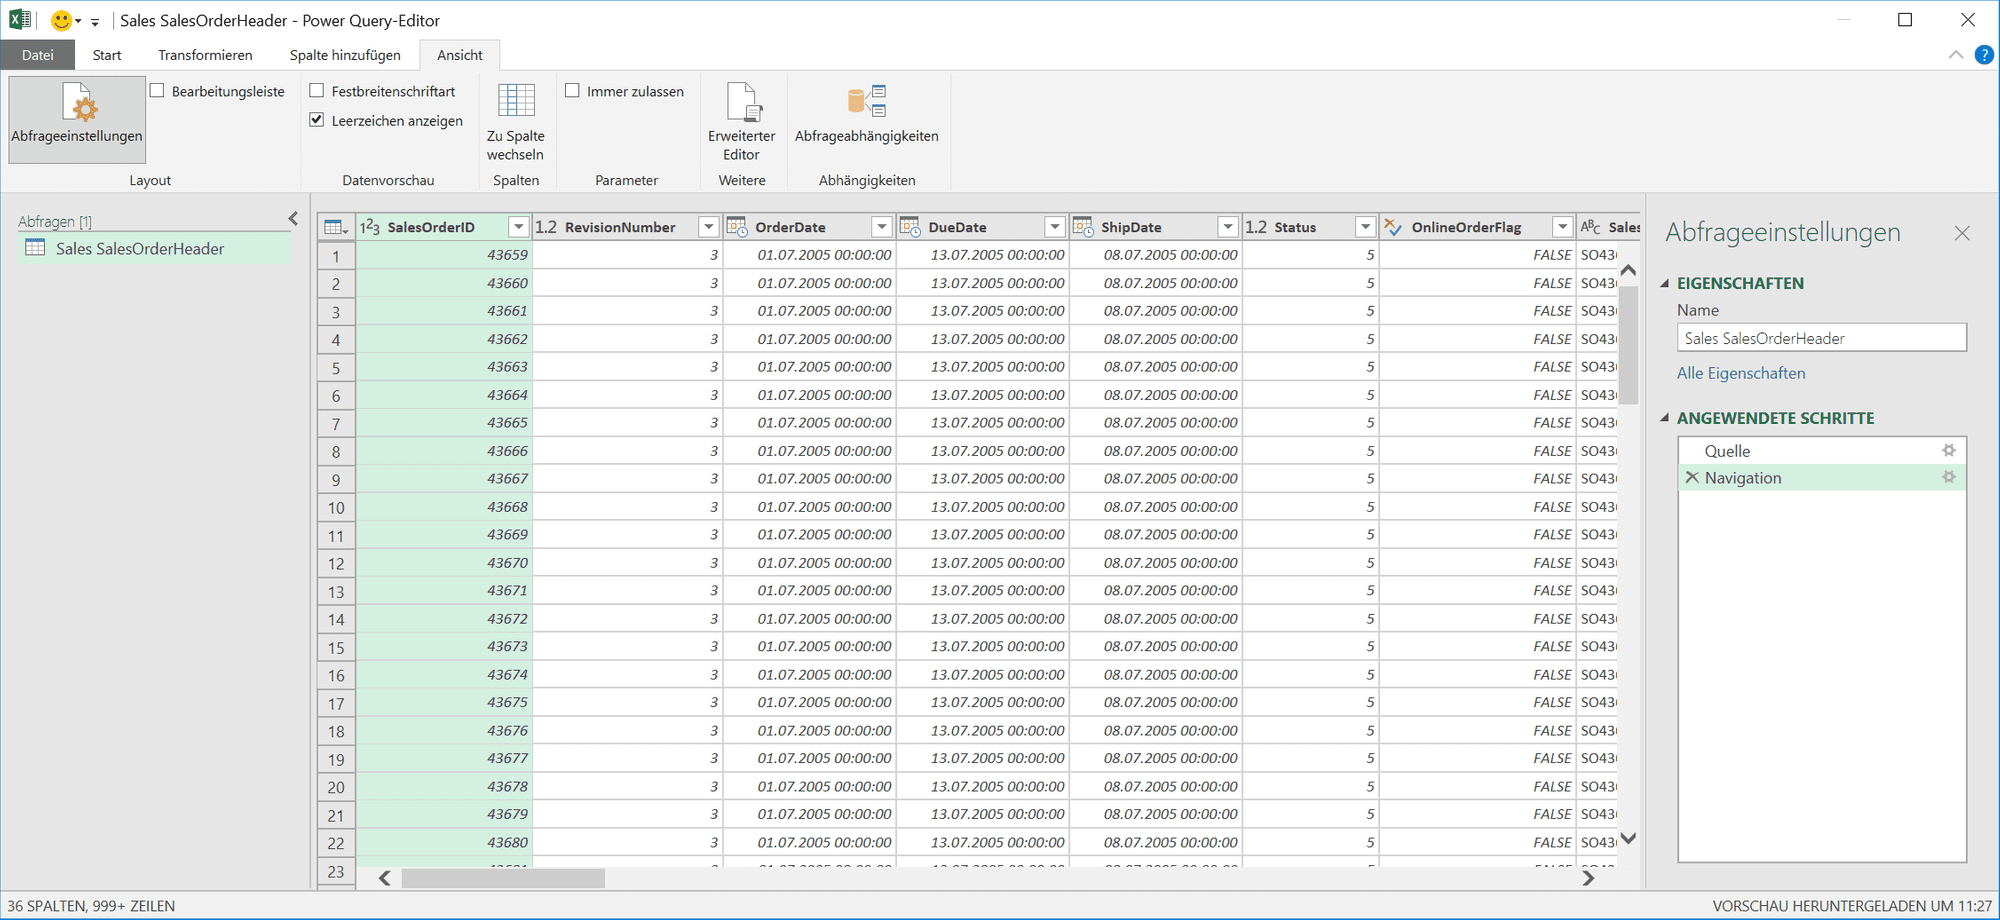 Sales SalesOrderHeader - Power Query-Editor
Datei Start Transformieren Spalte hinzufügen Ansicht
?
Bearbeitungsleiste Festbreitenschriftart Immer zulassen
Leerzeichen anzeigen
Abfrageeinstellungen Zu Spalte wechseln Erweiterter Editor Abfrageabhängigkeiten
Layout Datenvorschau Spalten Parameter Weitere Abhängigkeiten
Abfragen [1]
Sales SalesOrderHeader
1 2 3 SalesOrderID 1.2 RevisionNumber OrderDate DueDate ShipDate 1.2 Status OnlineOrderFlag ABC Sales
1 43659 3 01.07.2005 00:00:00 13.07.2005 00:00:00 08.07.2005 00:00:00 5 FALSE SO43
2 43660 3 01.07.2005 00:00:00 13.07.2005 00:00:00 08.07.2005 00:00:00 5 FALSE SO43
3 43661 3 01.07.2005 00:00:00 13.07.2005 00:00:00 08.07.2005 00:00:00 5 FALSE SO43
4 43662 3 01.07.2005 00:00:00 13.07.2005 00:00:00 08.07.2005 00:00:00 5 FALSE SO43
5 43663 3 01.07.2005 00:00:00 13.07.2005 00:00:00 08.07.2005 00:00:00 5 FALSE SO43
6 43664 3 01.07.2005 00:00:00 13.07.2005 00:00:00 08.07.2005 00:00:00 5 FALSE SO43
7 43665 3 01.07.2005 00:00:00 13.07.2005 00:00:00 08.07.2005 00:00:00 5 FALSE SO43
8 43666 3 01.07.2005 00:00:00 13.07.2005 00:00:00 08.07.2005 00:00:00 5 FALSE SO43
9 43667 3 01.07.2005 00:00:00 13.07.2005 00:00:00 08.07.2005 00:00:00 5 FALSE SO43
10 43668 3 01.07.2005 00:00:00 13.07.2005 00:00:00 08.07.2005 00:00:00 5 FALSE SO43
11 43669 3 01.07.2005 00:00:00 13.07.2005 00:00:00 08.07.2005 00:00:00 5 FALSE SO43
12 43670 3 01.07.2005 00:00:00 13.07.2005 00:00:00 08.07.2005 00:00:00 5 FALSE SO43
13 43671 3 01.07.2005 00:00:00 13.07.2005 00:00:00 08.07.2005 00:00:00 5 FALSE SO43
14 43672 3 01.07.2005 00:00:00 13.07.2005 00:00:00 08.07.2005 00:00:00 5 FALSE SO43
15 43673 3 01.07.2005 00:00:00 13.07.2005 00:00:00 08.07.2005 00:00:00 5 FALSE SO43
16 43674 3 01.07.2005 00:00:00 13.07.2005 00:00:00 08.07.2005 00:00:00 5 FALSE SO43
17 43675 3 01.07.2005 00:00:00 13.07.2005 00:00:00 08.07.2005 00:00:00 5 FALSE SO43
18 43676 3 01.07.2005 00:00:00 13.07.2005 00:00:00 08.07.2005 00:00:00 5 FALSE SO43
19 43677 3 01.07.2005 00:00:00 13.07.2005 00:00:00 08.07.2005 00:00:00 5 FALSE SO43
20 43678 3 01.07.2005 00:00:00 13.07.2005 00:00:00 08.07.2005 00:00:00 5 FALSE SO43
21 43679 3 01.07.2005 00:00:00 13.07.2005 00:00:00 08.07.2005 00:00:00 5 FALSE SO43
22 43680 3 01.07.2005 00:00:00 13.07.2005 00:00:00 08.07.2005 00:00:00 5 FALSE SO43
23
Abfrageeinstellungen
EIGENSCHAFTEN
Name
Sales SalesOrderHeader
Alle Eigenschaften
ANGEWENDETE SCHRITTE
Quelle
Navigation
36 SPALTEN, 999+ ZEILEN VORSCHAU HERUNTERGELADEN UM 11:27